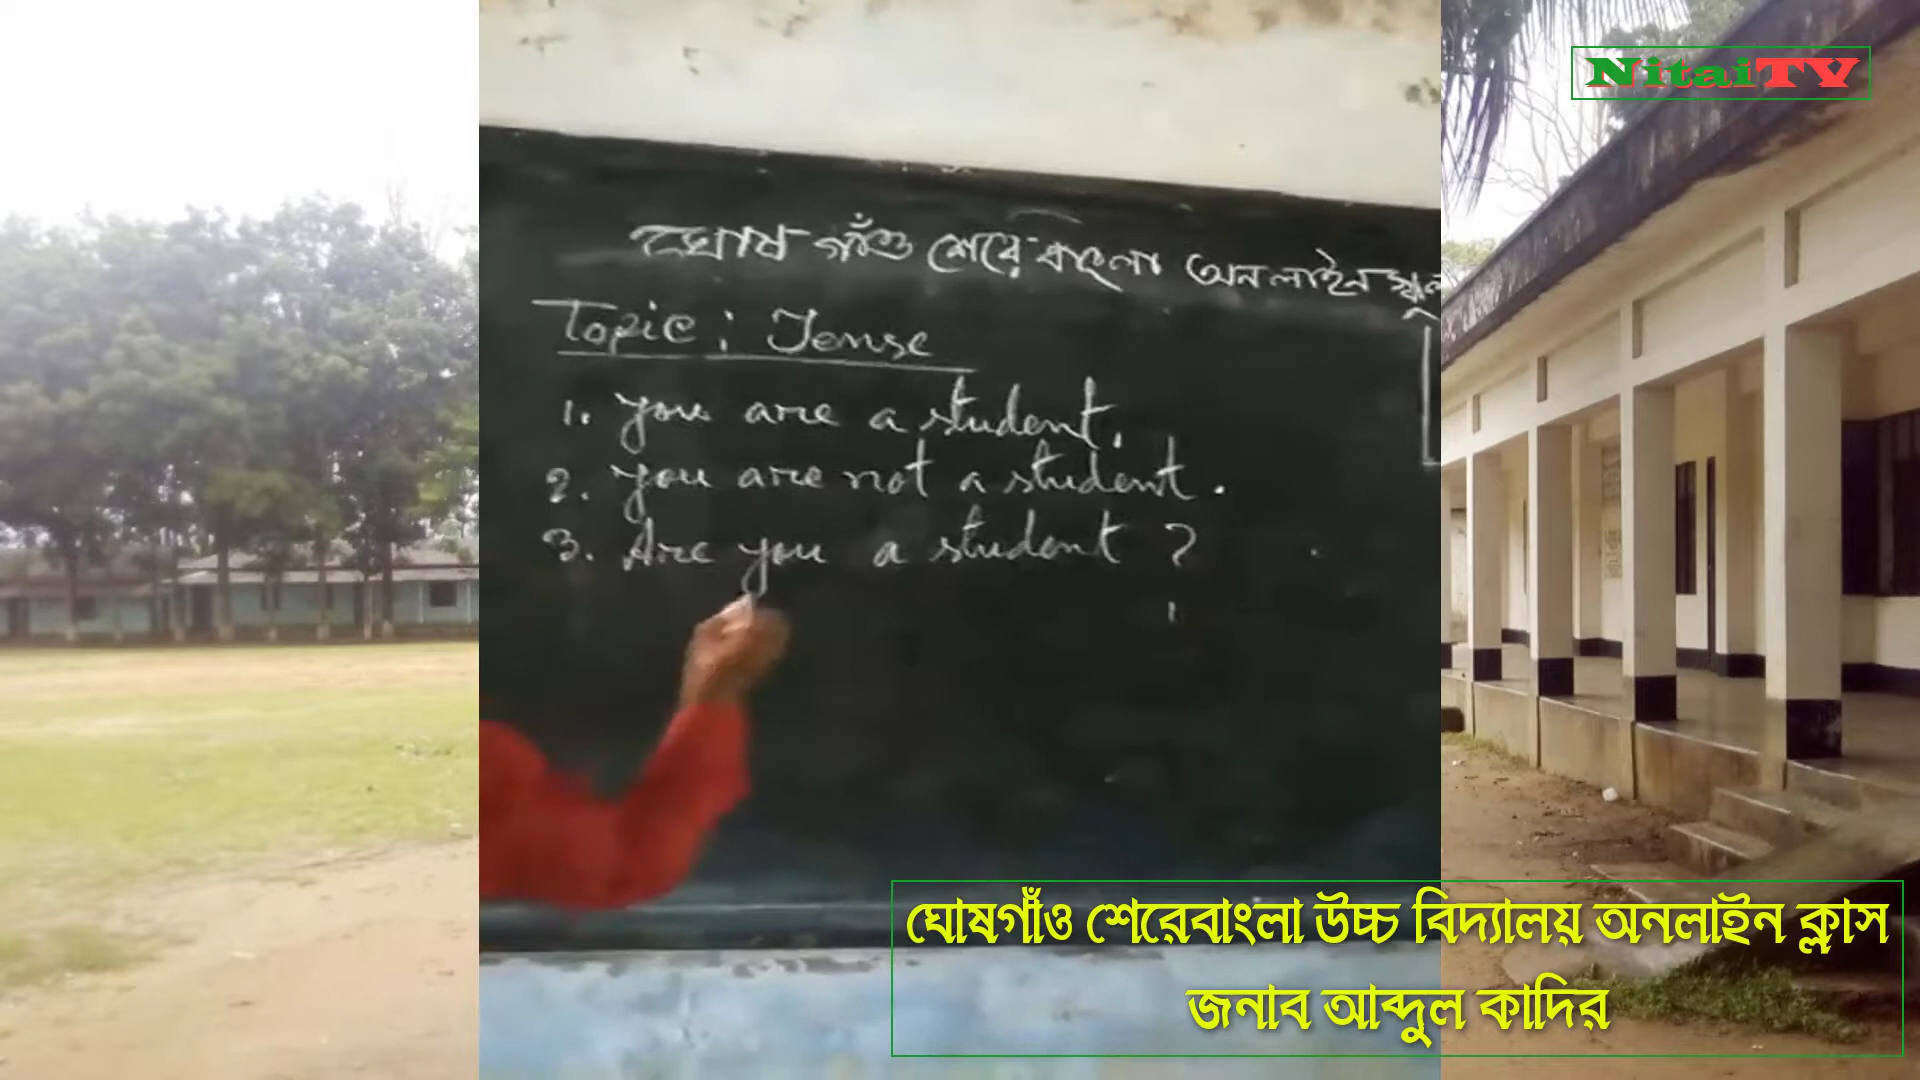 NitaiTV
ঘোষ গাঁও শেরে-বাংলা অনলাইন স্কুল
Topic : Tense
1. you are a student.
2. you are not a student.
3. Are you a student ?
ঘোষগাঁও শেরেবাংলা উচ্চ বিদ্যালয় অনলাইন ক্লাস
জনাব আব্দুল কাদির